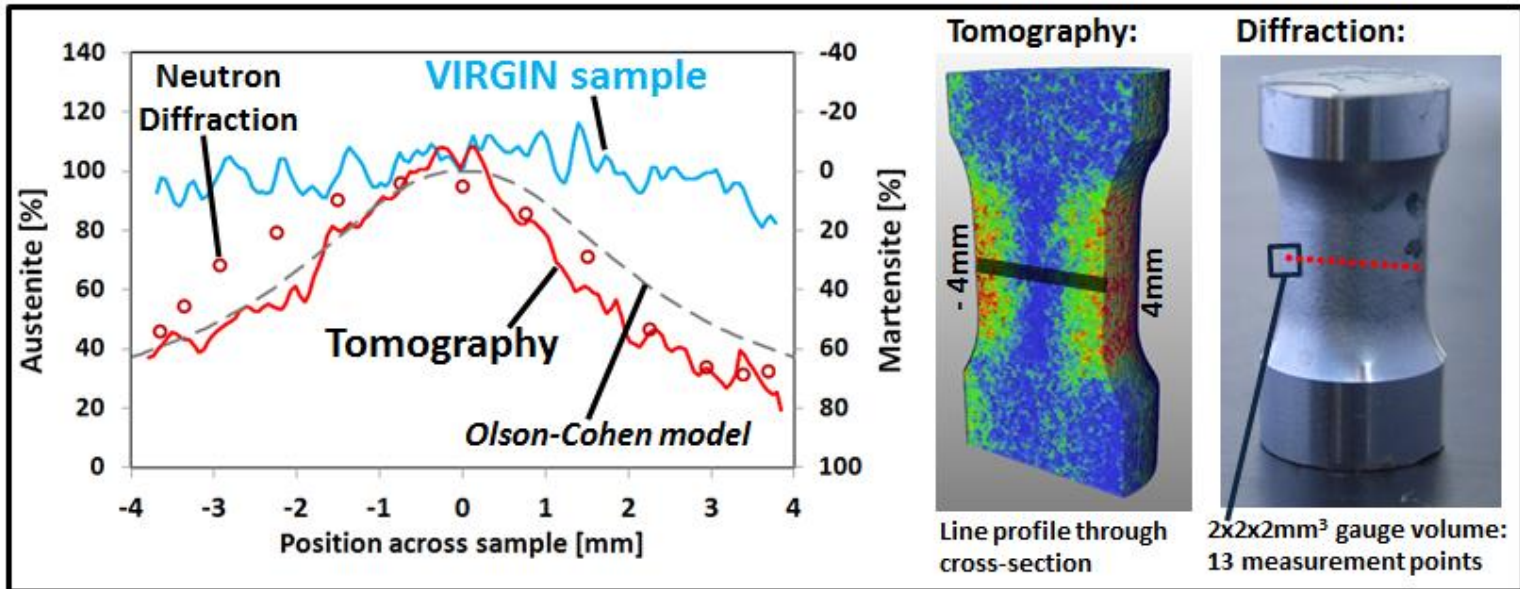 Tomography:
Diffraction:
140
120
100
80
60
40
20
0
Austenite [%]
-40
-20
0
20
40
60
80
100
Martensite [%]
Neutron
Diffraction
VIRGIN sample
Tomography
Olson-Cohen model
-4
-3
-2
-1
0
1
2
3
4
Position across sample [mm]
- 4mm
4mm
Line profile through
cross-section
2x2x2mm³ gauge volume:
13 measurement points